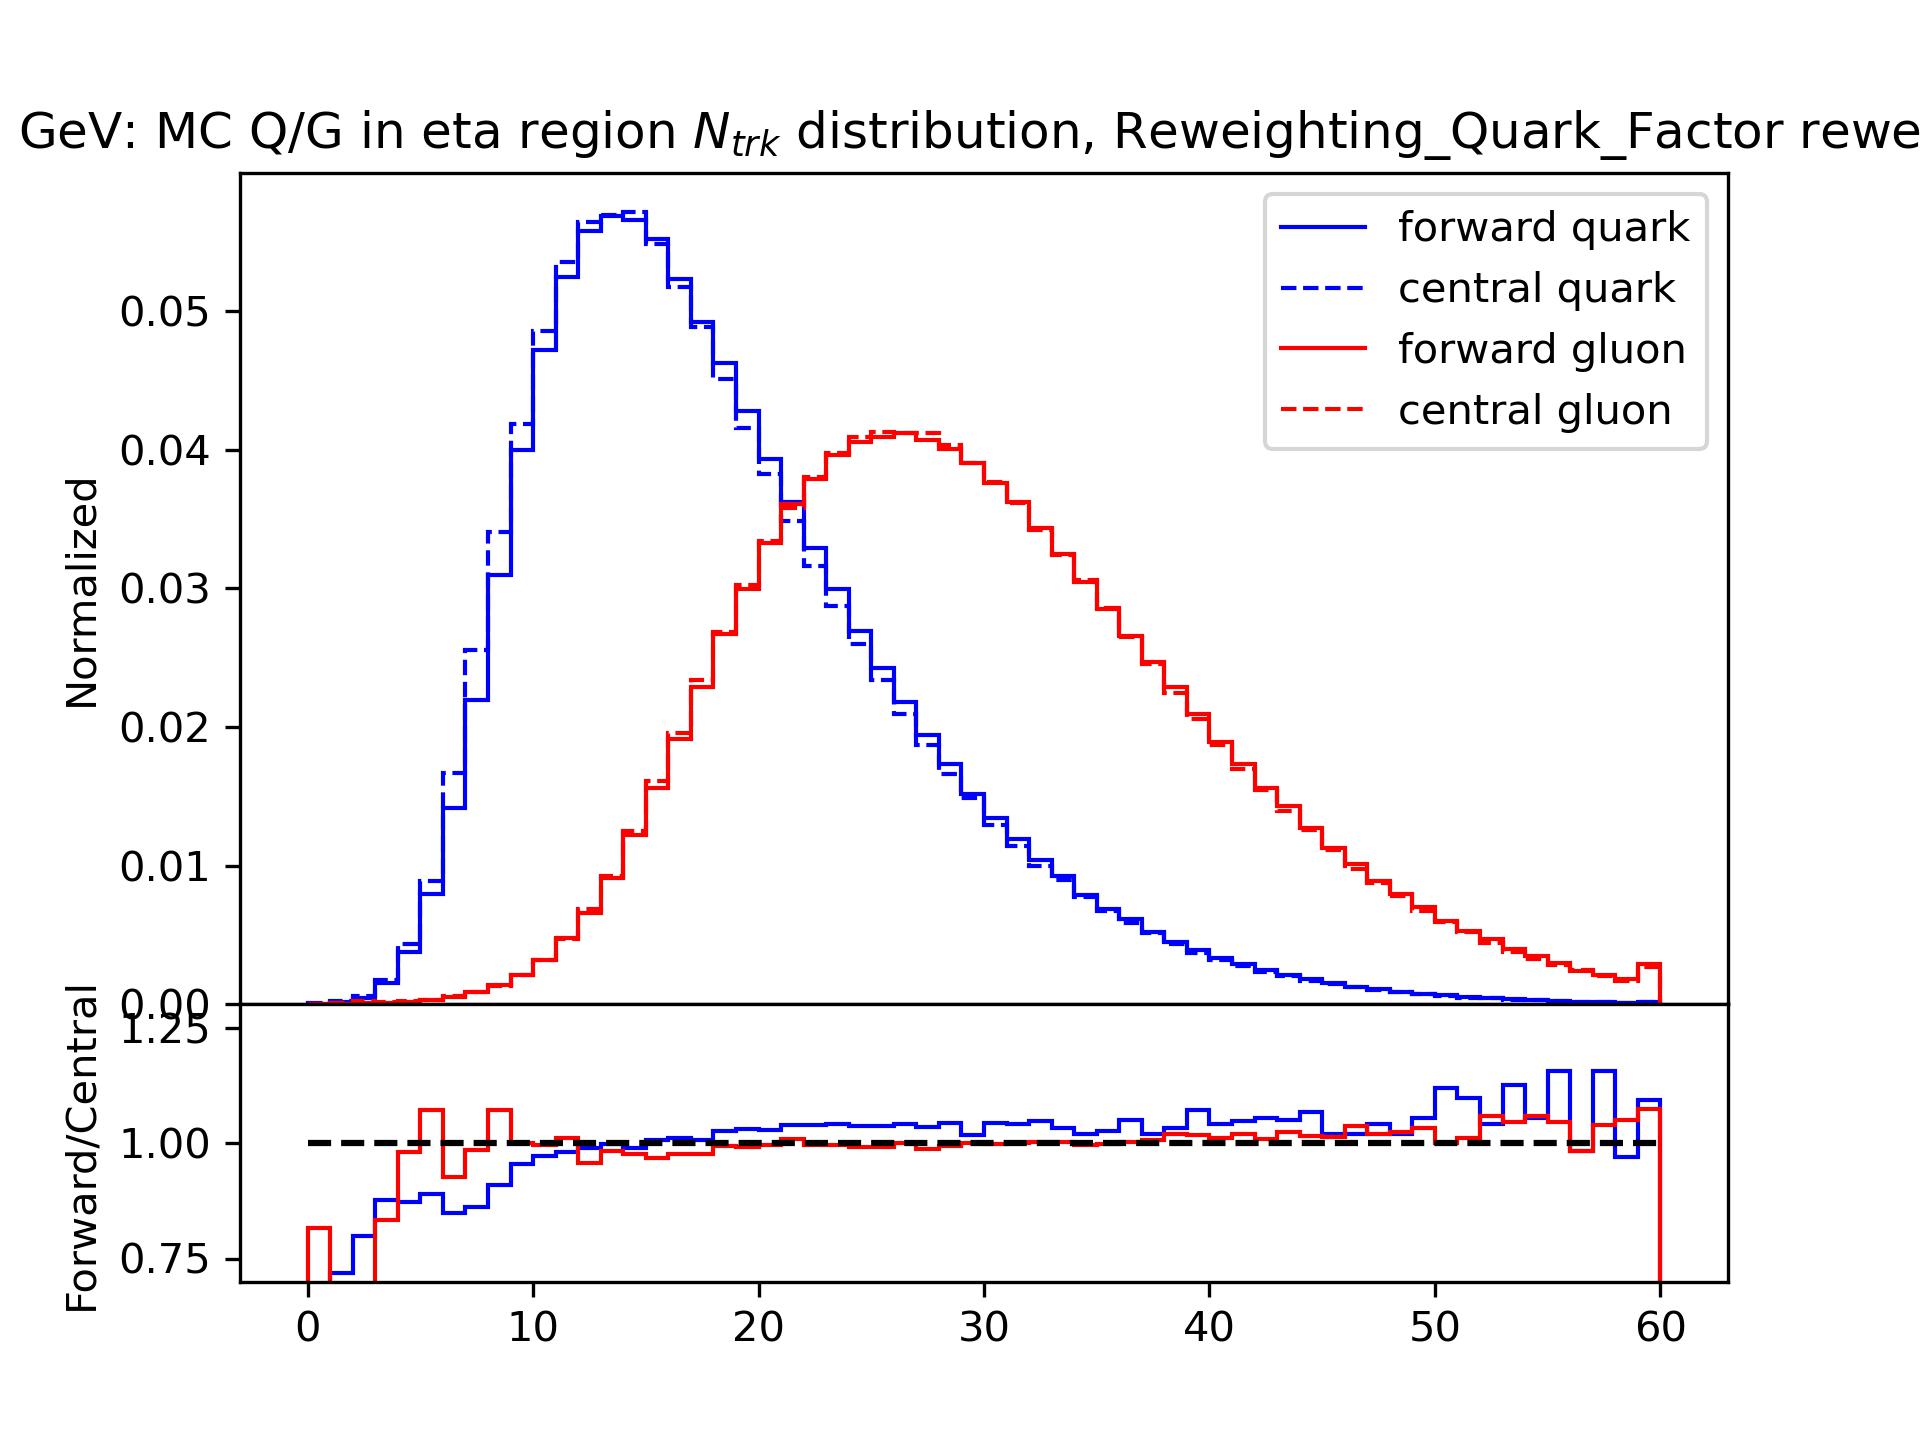 GeV: MC Q/G in eta region N_trk distribution, Reweighting_Quark_Factor rewe
forward quark
central quark
forward gluon
central gluon
Normalized
0.05
0.04
0.03
0.02
0.01
0.00
Forward/Central
1.25
1.00
0.75
0 10 20 30 40 50 60